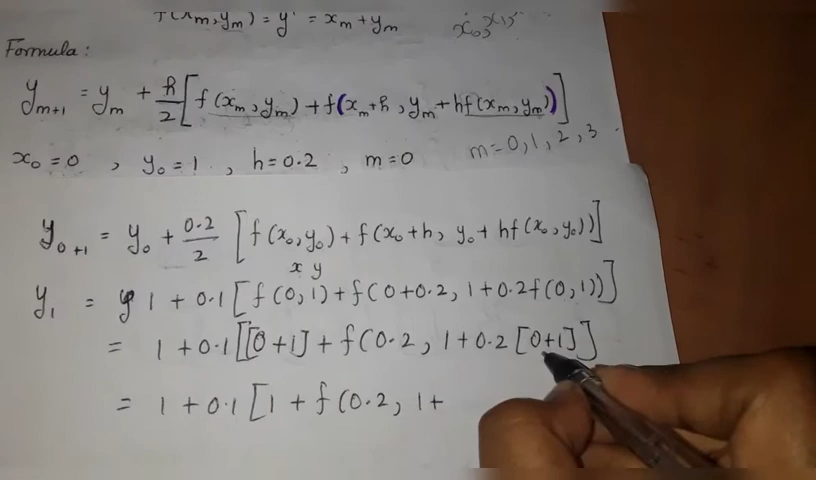 f(xₘ, yₘ) = y' = xₘ + yₘ x₀, x₁,
Formula:
yₘ₊₁ = yₘ + h/2 [f(xₘ, yₘ) + f(xₘ + h, yₘ + hf(xₘ, yₘ))]
m = 0, 1, 2, 3
x₀ = 0 , y₀ = 1 , h = 0.2 , m = 0
y₀₊₁ = y₀ + 0.2/2 [f(x₀, y₀) + f(x₀ + h, y₀ + hf(x₀, y₀))]
x y
y₁ = 1 + 0.1 [f(0, 1) + f(0 + 0.2, 1 + 0.2f(0, 1))]
= 1 + 0.1 [[0+1] + f(0.2, 1 + 0.2 [0+1]]
= 1 + 0.1 [1 + f(0.2, 1+